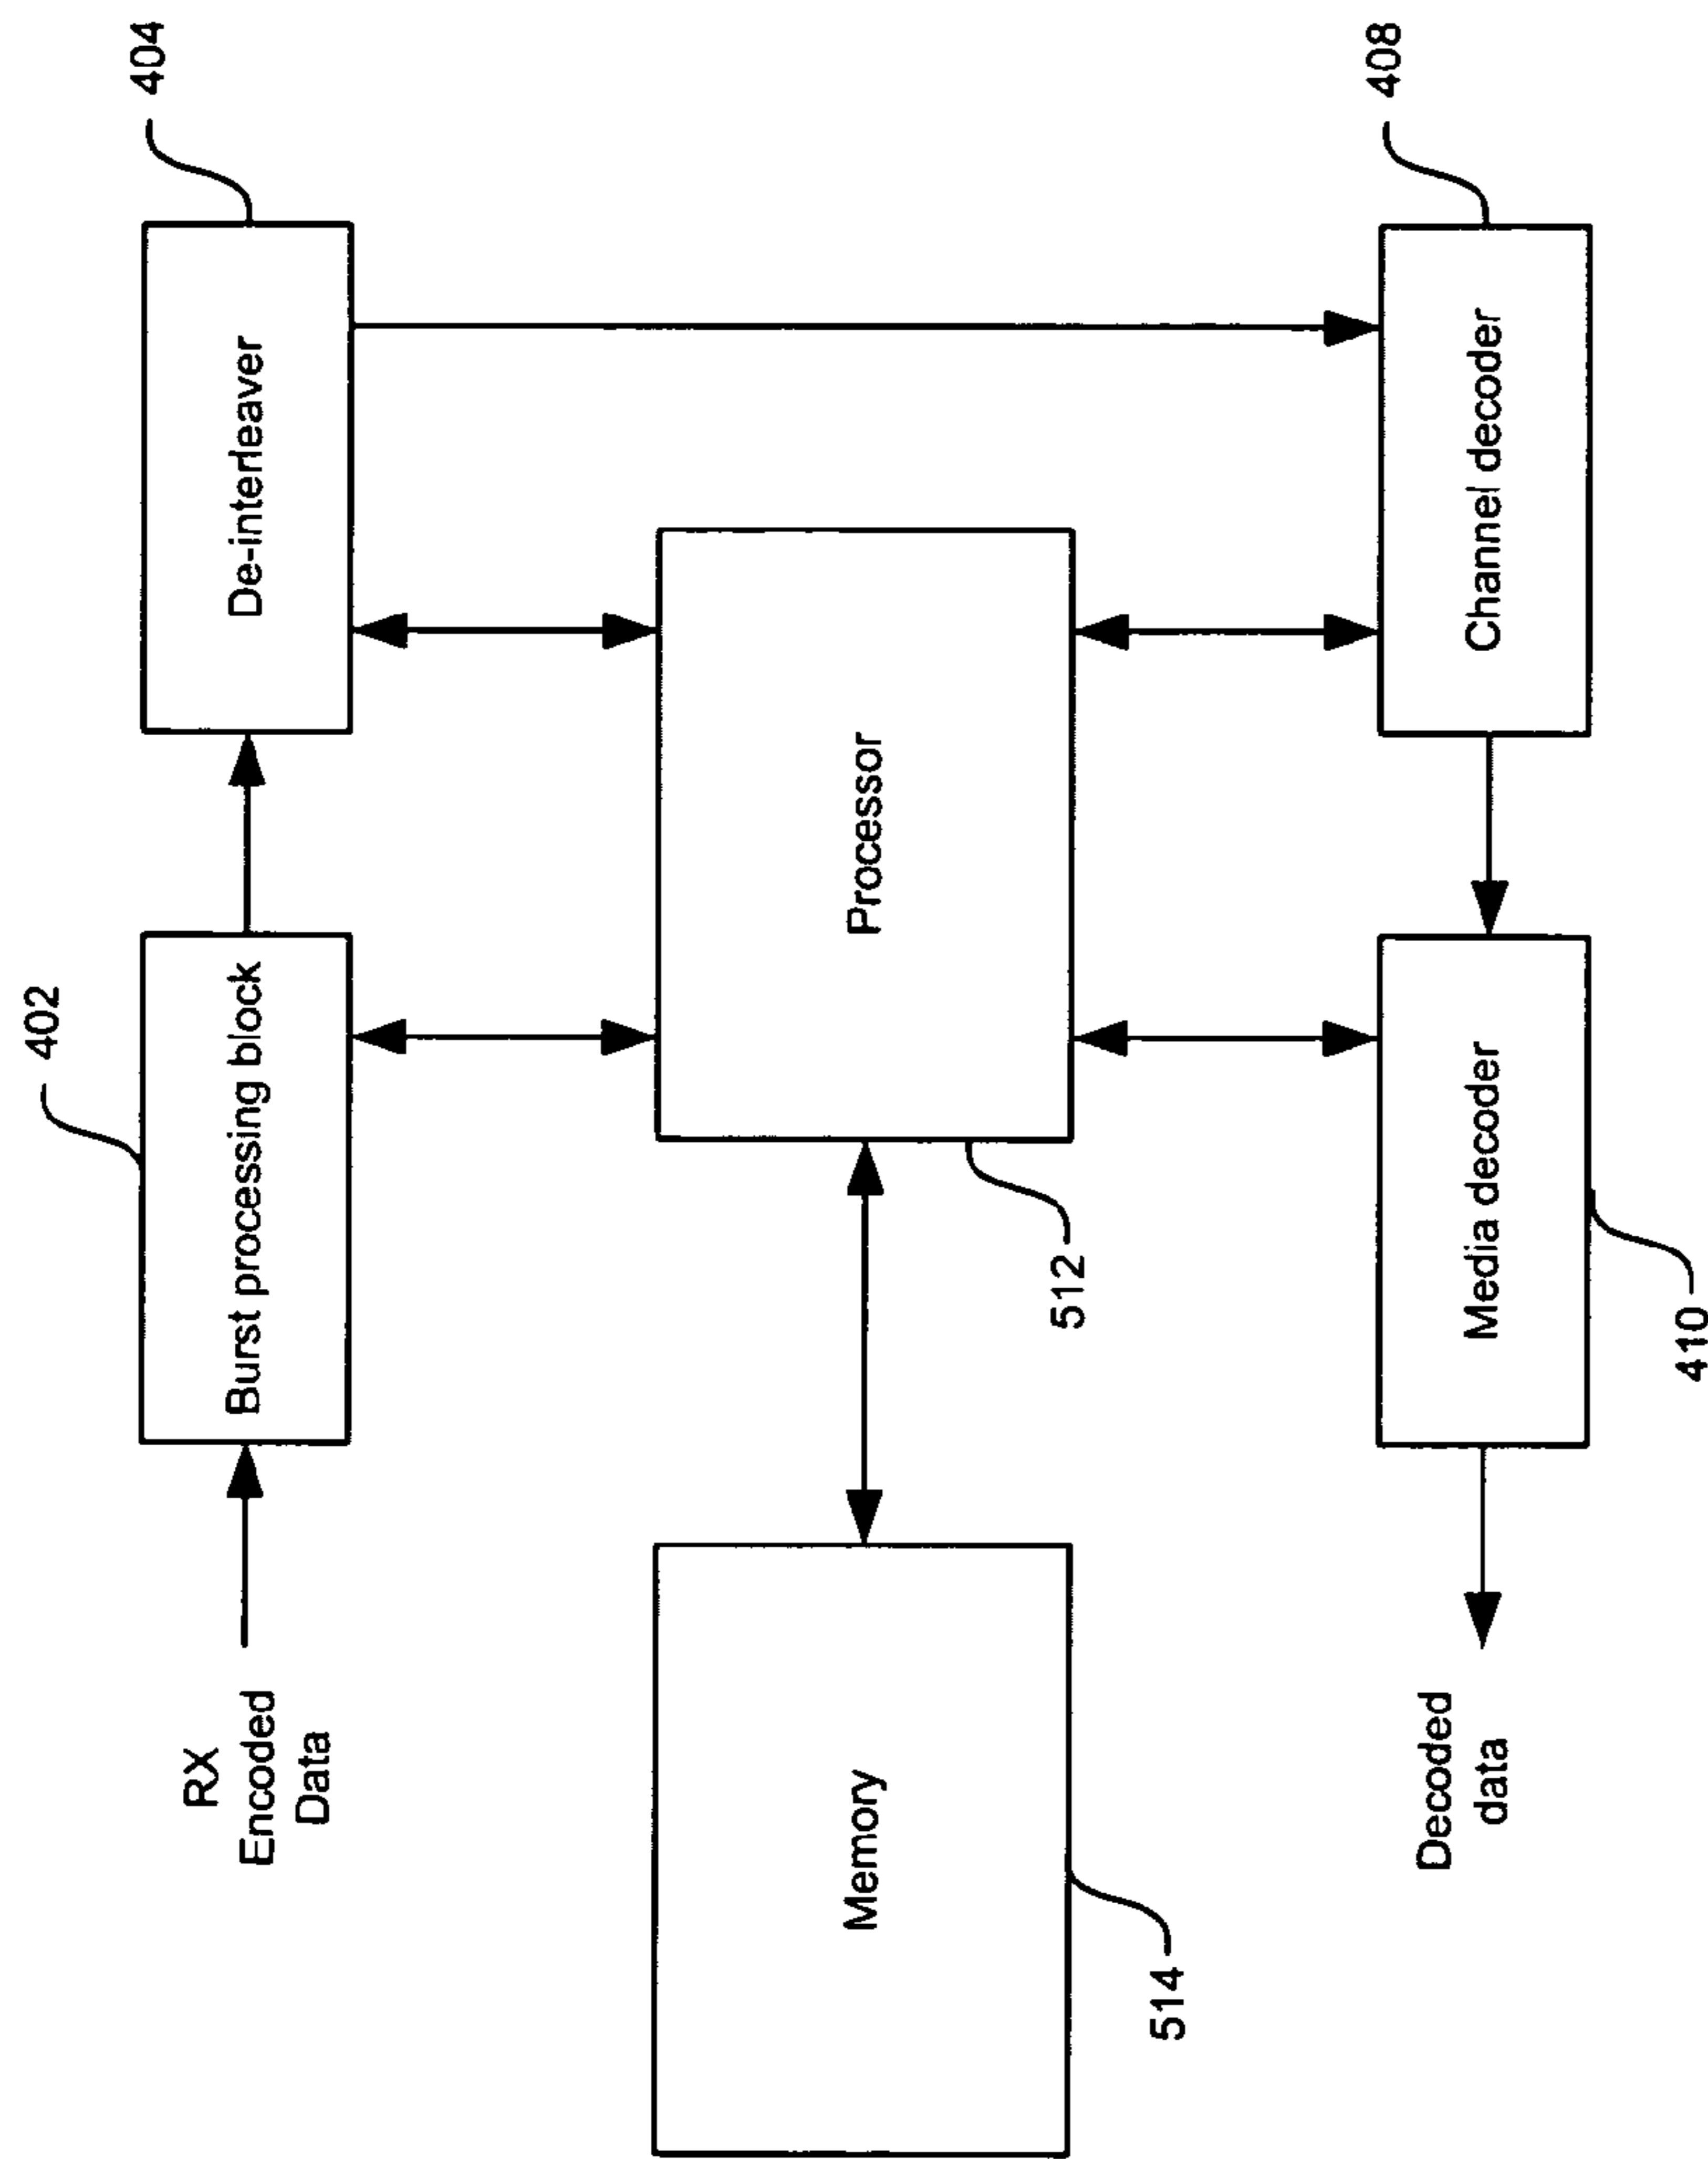 404
De-interleaver
402
Burst processing block
RX
Encoded
Data
Processor
512
Memory
514
408
Channel decoder
Media decoder
410
Decoded
data